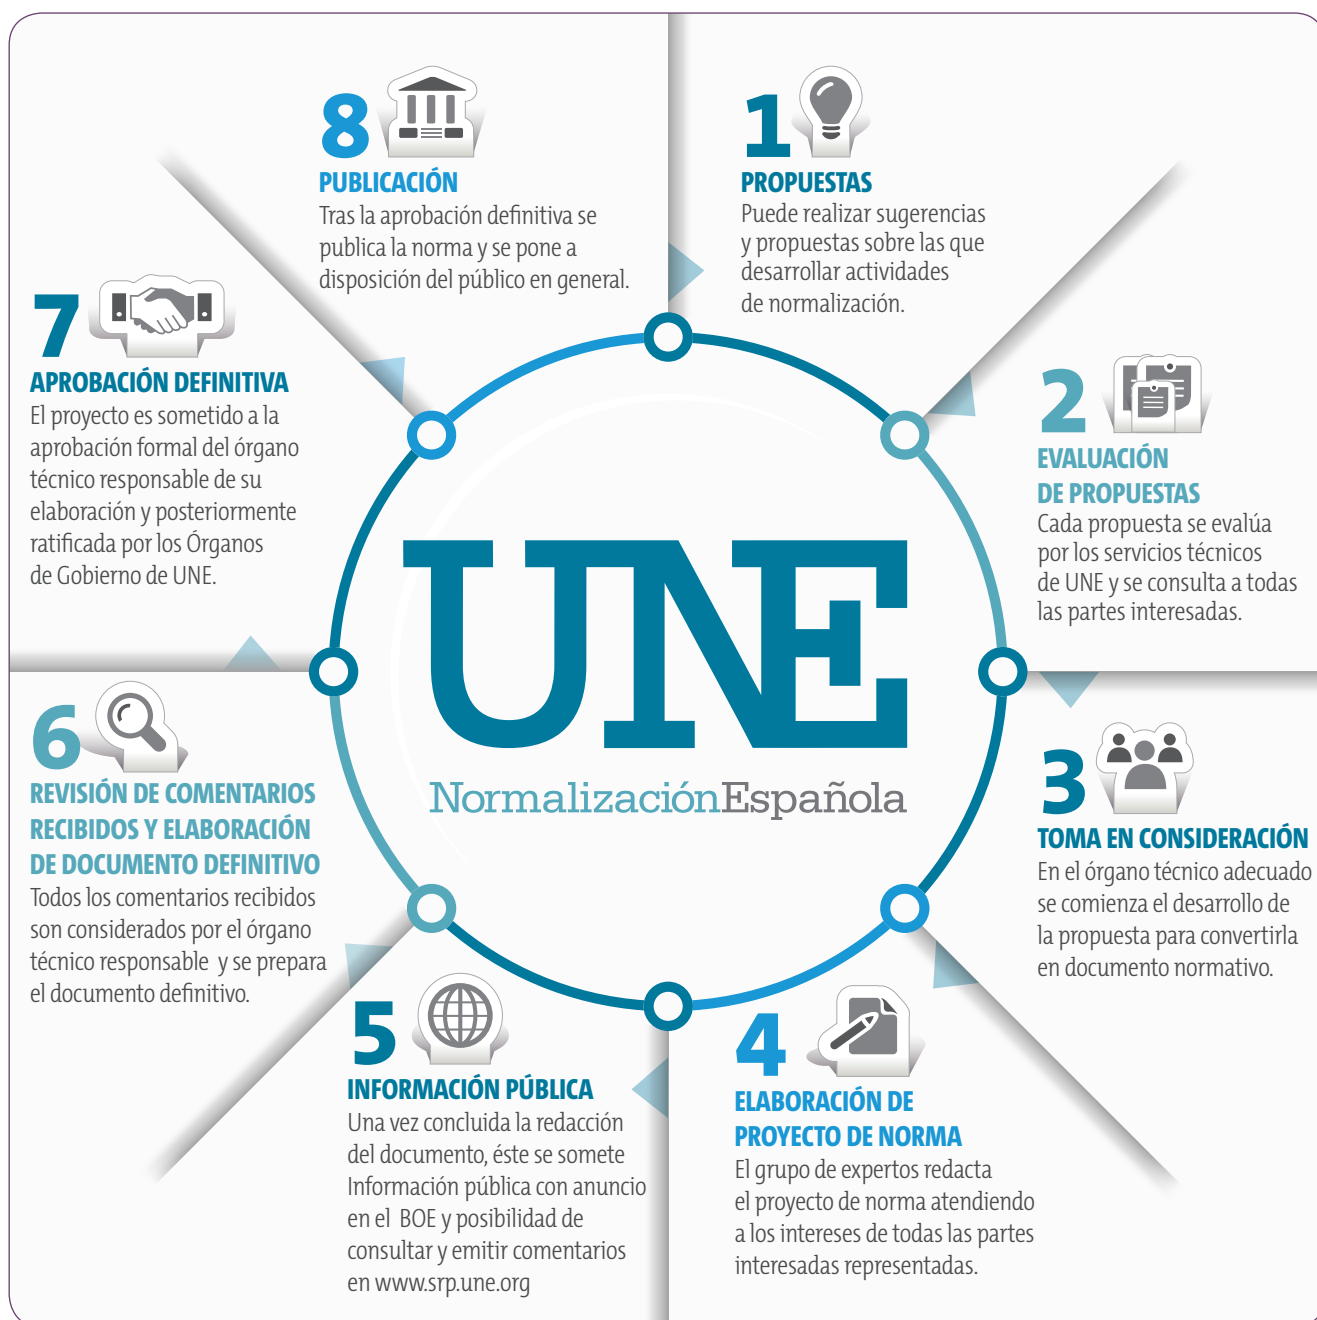 1
PROPUESTAS
Puede realizar sugerencias
y propuestas sobre las que
desarrollar actividades
de normalización.
2
EVALUACIÓN
DE PROPUESTAS
Cada propuesta se evalúa
por los servicios técnicos
de UNE y se consulta a todas
las partes interesadas.
3
TOMA EN CONSIDERACIÓN
En el órgano técnico adecuado
se comienza el desarrollo de
la propuesta para convertirla
en documento normativo.
4
ELABORACIÓN DE
PROYECTO DE NORMA
El grupo de expertos redacta
el proyecto de norma atendiendo
a los intereses de todas las partes
interesadas representadas.
5
INFORMACIÓN PÚBLICA
Una vez concluida la redacción
del documento, éste se somete
Información pública con anuncio
en el BOE y posibilidad de
consultar y emitir comentarios
en www.srp.une.org
6
REVISIÓN DE COMENTARIOS
RECIBIDOS Y ELABORACIÓN
DE DOCUMENTO DEFINITIVO
Todos los comentarios recibidos
son considerados por el órgano
técnico responsable y se prepara
el documento definitivo.
7
APROBACIÓN DEFINITIVA
El proyecto es sometido a la
aprobación formal del órgano
técnico responsable de su
elaboración y posteriormente
ratificada por los Órganos
de Gobierno de UNE.
8
PUBLICACIÓN
Tras la aprobación definitiva se
publica la norma y se pone a
disposición del público en general.
UNE
NormalizaciónEspañola